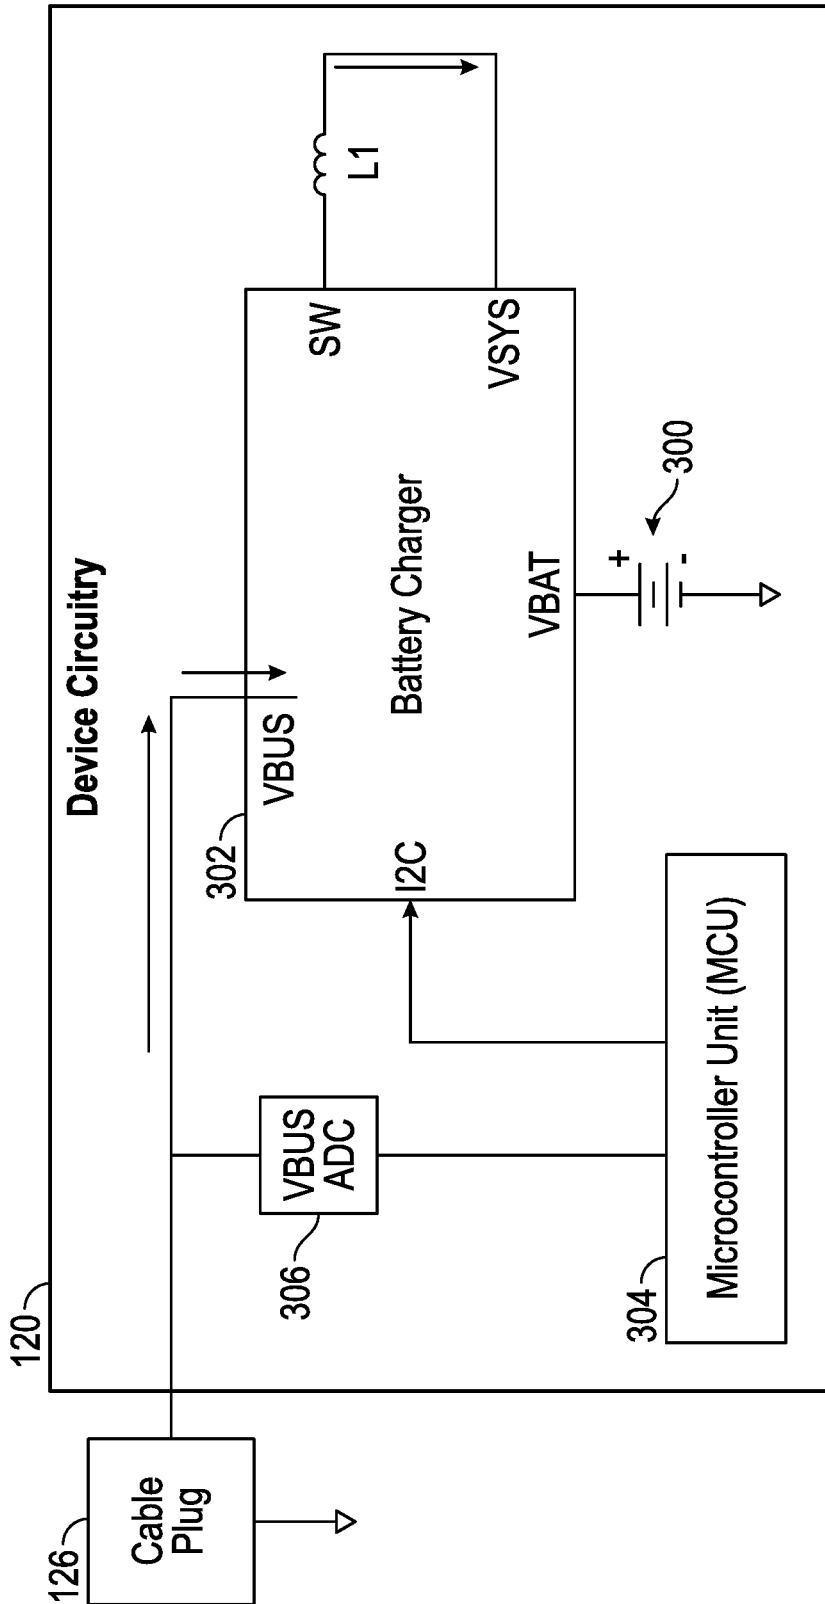 Device Circuitry
120
126
Cable
Plug
306
VBUS
ADC
302
VBUS
I2C
Battery Charger
SW
VSYS
VBAT
L1
+
-
300
304
Microcontroller Unit (MCU)